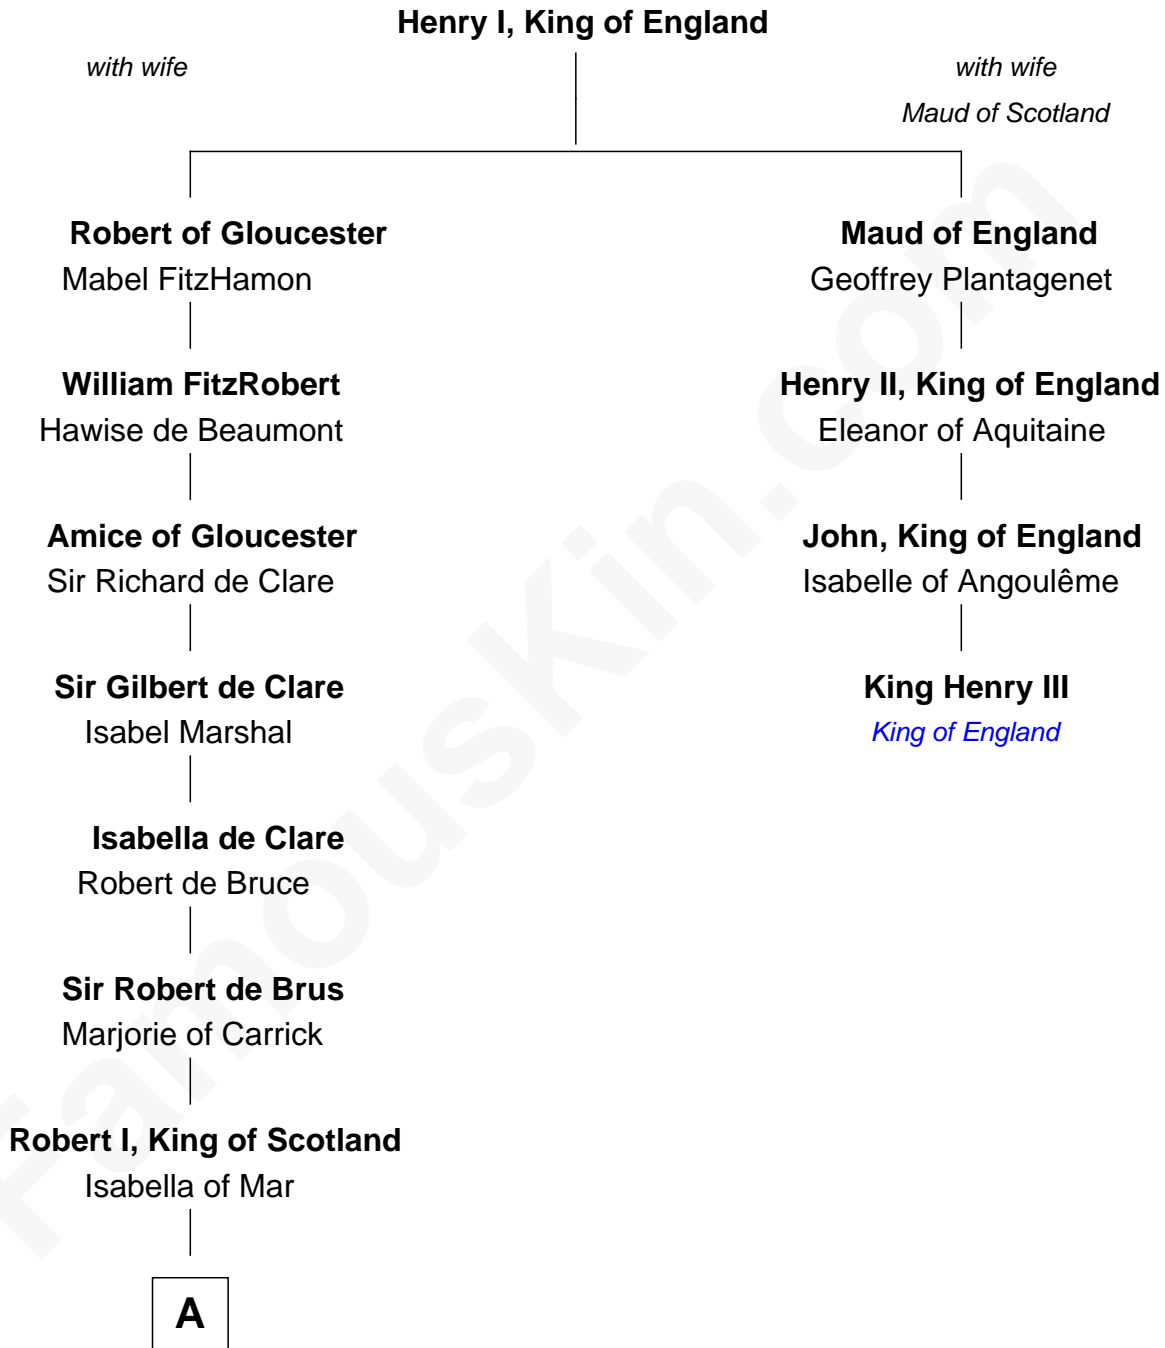 Henry I, King of England
with wife
with wife
Maud of Scotland
Robert of Gloucester
Mabel FitzHamon
Maud of England
Geoffrey Plantagenet
William FitzRobert
Hawise de Beaumont
Henry II, King of England
Eleanor of Aquitaine
Amice of Gloucester
Sir Richard de Clare
John, King of England
Isabelle of Angoulême
Sir Gilbert de Clare
Isabel Marshal
King Henry III
King of England
Isabella de Clare
Robert de Bruce
Sir Robert de Brus
Marjorie of Carrick
Robert I, King of Scotland
Isabella of Mar
A
FamousKin.com